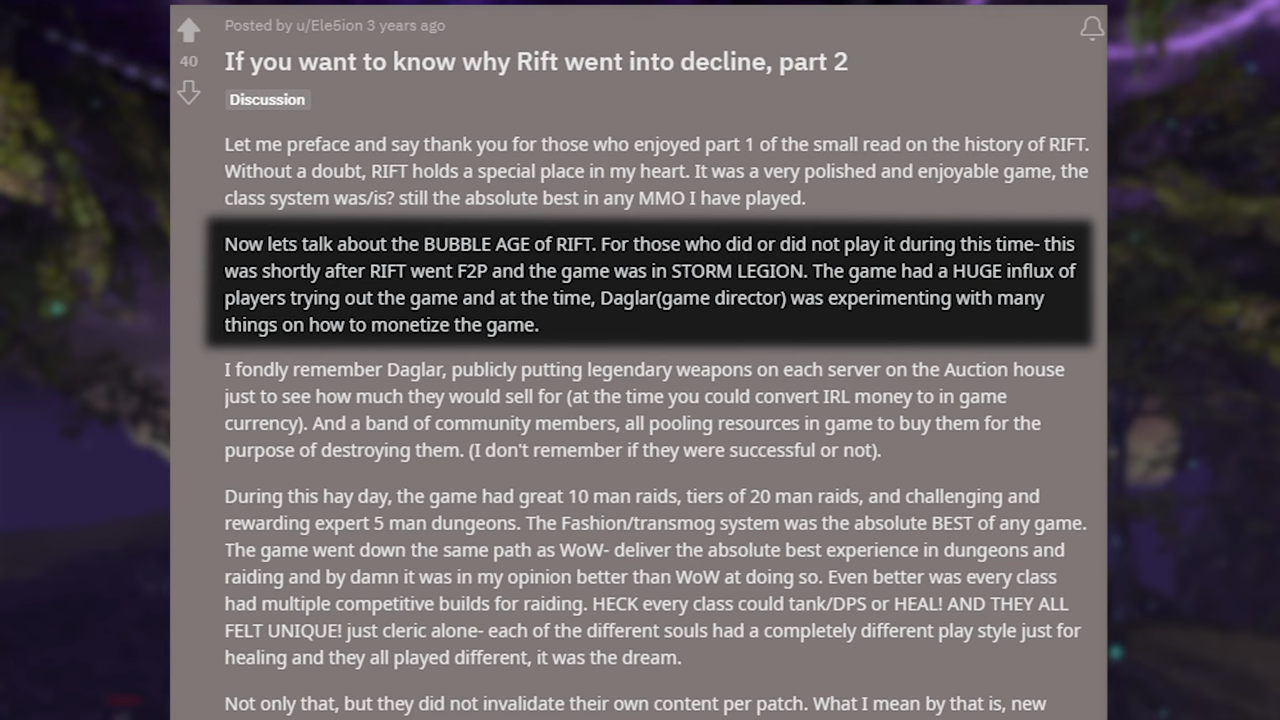 Posted by u/Ele5ion 3 years ago
40
If you want to know why Rift went into decline, part 2
Discussion
Let me preface and say thank you for those who enjoyed part 1 of the small read on the history of RIFT.
Without a doubt, RIFT holds a special place in my heart. It was a very polished and enjoyable game, the
class system was/is? still the absolute best in any MMO I have played.
Now lets talk about the BUBBLE AGE of RIFT. For those who did or did not play it during this time- this
was shortly after RIFT went F2P and the game was in STORM LEGION. The game had a HUGE influx of
players trying out the game and at the time, Daglar(game director) was experimenting with many
things on how to monetize the game.
I fondly remember Daglar, publicly putting legendary weapons on each server on the Auction house
just to see how much they would sell for (at the time you could convert IRL money to in game
currency). And a band of community members, all pooling resources in game to buy them for the
purpose of destroying them. (I don't remember if they were successful or not).
During this hay day, the game had great 10 man raids, tiers of 20 man raids, and challenging and
rewarding expert 5 man dungeons. The Fashion/transmog system was the absolute BEST of any game.
The game went down the same path as WoW- deliver the absolute best experience in dungeons and
raiding and by damn it was in my opinion better than WoW at doing so. Even better was every class
had multiple competitive builds for raiding. HECK every class could tank/DPS or HEAL! AND THEY ALL
FELT UNIQUE! just cleric alone- each of the different souls had a completely different play style just for
healing and they all played different, it was the dream.
Not only that, but they did not invalidate their own content per patch. What I mean by that is, new